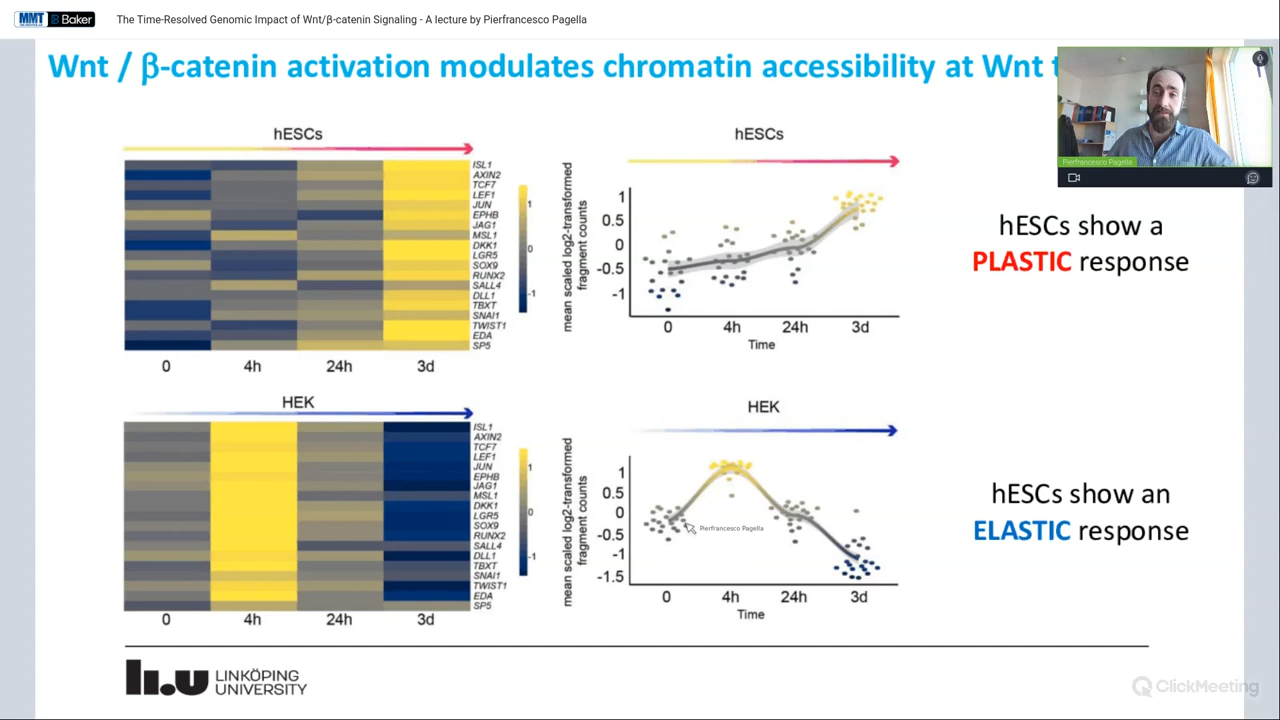 MMT Baker
The Time-Resolved Genomic Impact of Wnt/β-catenin Signaling - A lecture by Pierfrancesco Pagella
Wnt / β-catenin activation modulates chromatin accessibility at Wnt t
Pierfrancesco Pagella
hESCs
ISL1
AXIN2
TCF7
LEF1
JUN
EPHB
JAG1
MSL1
DKK1
LGR5
SOX9
RUNX2
SALL4
DLL1
TBXT
SNAI1
TWIST1
EDA
SP5
0 4h 24h 3d
1
0
-1
hESCs
mean scaled log2-transformed
fragment counts
1
0.5
0
-0.5
-1
0 4h 24h 3d
Time
hESCs show a
PLASTIC response
HEK
ISL1
AXIN2
TCF7
LEF1
JUN
EPHB
JAG1
MSL1
DKK1
LGR5
SOX9
RUNX2
SALL4
DLL1
TBXT
SNAI1
TWIST1
EDA
SP5
0 4h 24h 3d
1
0
-1
HEK
mean scaled log2-transformed
fragment counts
1
0.5
0
-0.5
-1
-1.5
Pierfrancesco Pagella
0 4h 24h 3d
Time
hESCs show an
ELASTIC response
li.u LINKÖPING
UNIVERSITY
ClickMeeting